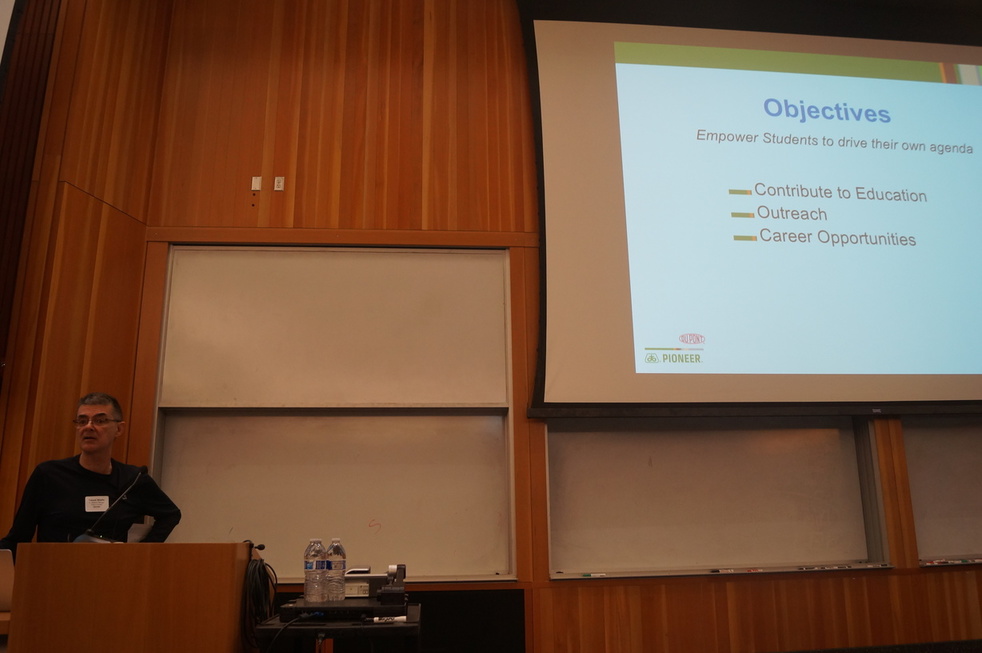 Objectives
Empower Students to drive their own agenda
Contribute to Education
Outreach
Career Opportunities
DUPONT
PIONEER